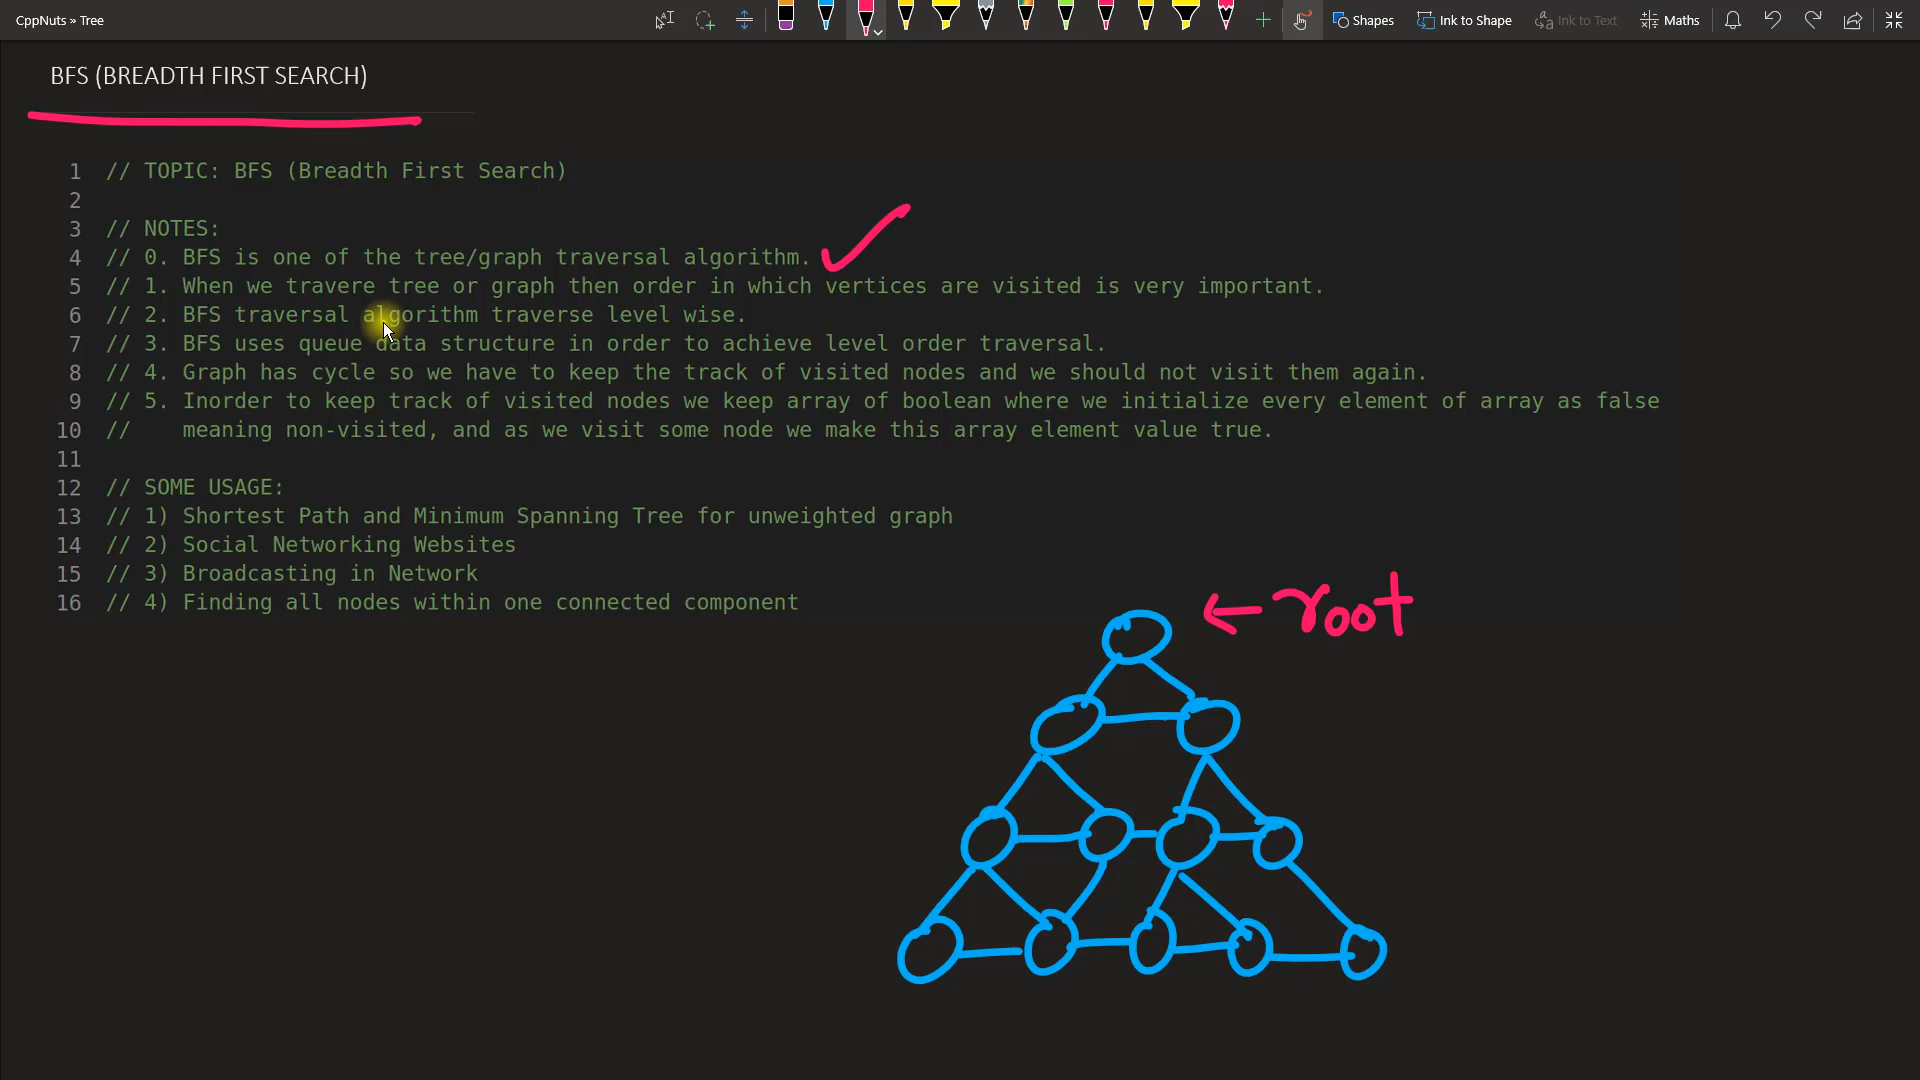 CppNuts » Tree
Shapes
Ink to Shape
Ink to Text
Maths
BFS (BREADTH FIRST SEARCH)
1 // TOPIC: BFS (Breadth First Search)
2
3 // NOTES:
4 // 0. BFS is one of the tree/graph traversal algorithm.
5 // 1. When we travere tree or graph then order in which vertices are visited is very important.
6 // 2. BFS traversal algorithm traverse level wise.
7 // 3. BFS uses queue data structure in order to achieve level order traversal.
8 // 4. Graph has cycle so we have to keep the track of visited nodes and we should not visit them again.
9 // 5. Inorder to keep track of visited nodes we keep array of boolean where we initialize every element of array as false
10 // meaning non-visited, and as we visit some node we make this array element value true.
11
12 // SOME USAGE:
13 // 1) Shortest Path and Minimum Spanning Tree for unweighted graph
14 // 2) Social Networking Websites
15 // 3) Broadcasting in Network
16 // 4) Finding all nodes within one connected component
← root